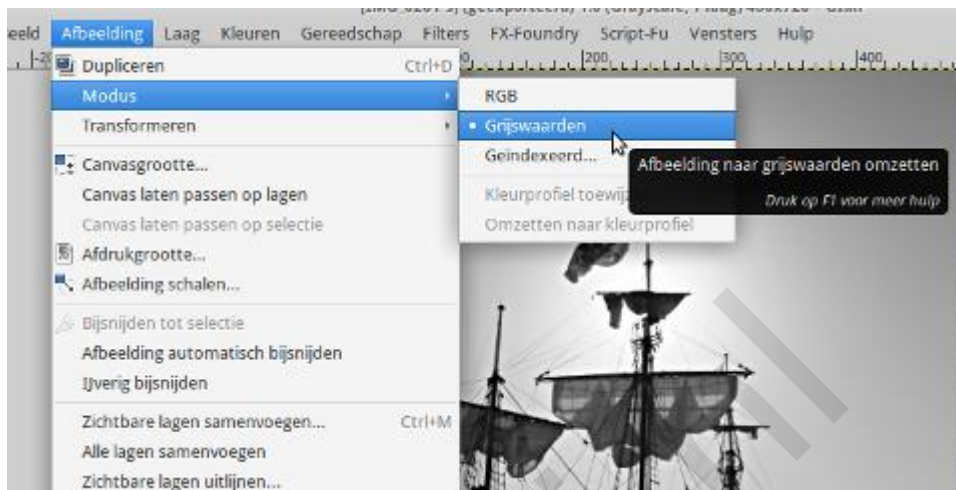 eeld Afbeelding Laag Kleuren Gereedschap Filters FX-Foundry Script-Fu Vensters Hulp
200 300 400
Dupliceren Ctrl+D
Modus
RGB
Transformeren
Grijswaarden
Geïndexeerd...
Afbeelding naar grijswaarden omzetten
Canvasgrootte...
Canvas laten passen op lagen
Kleurprofiel toewij
Druk op F1 voor meer hulp
Canvas laten passen op selectie
Omzetten naar kleurprofiel
Afdrukgrootte...
Afbeelding schalen...
Bijsnijden tot selectie
Afbeelding automatisch bijsnijden
IJverig bijsnijden
Zichtbare lagen samenvoegen... Ctrl+M
Alle lagen samenvoegen
Zichtbare lagen uitlijnen...